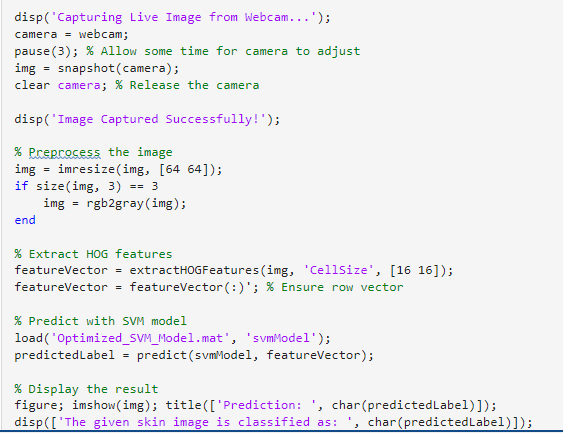 disp('Capturing Live Image from Webcam...');
camera = webcam;
pause(3); % Allow some time for camera to adjust
img = snapshot(camera);
clear camera; % Release the camera
disp('Image Captured Successfully!');
% Preprocess the image
img = imresize(img, [64 64]);
if size(img, 3) == 3
img = rgb2gray(img);
end
% Extract HOG features
featureVector = extractHOGFeatures(img, 'CellSize', [16 16]);
featureVector = featureVector(:)'; % Ensure row vector
% Predict with SVM model
load('Optimized_SVM_Model.mat', 'svmModel');
predictedLabel = predict(svmModel, featureVector);
% Display the result
figure; imshow(img); title(['Prediction: ', char(predictedLabel)]);
disp(['The given skin image is classified as: ', char(predictedLabel)]);